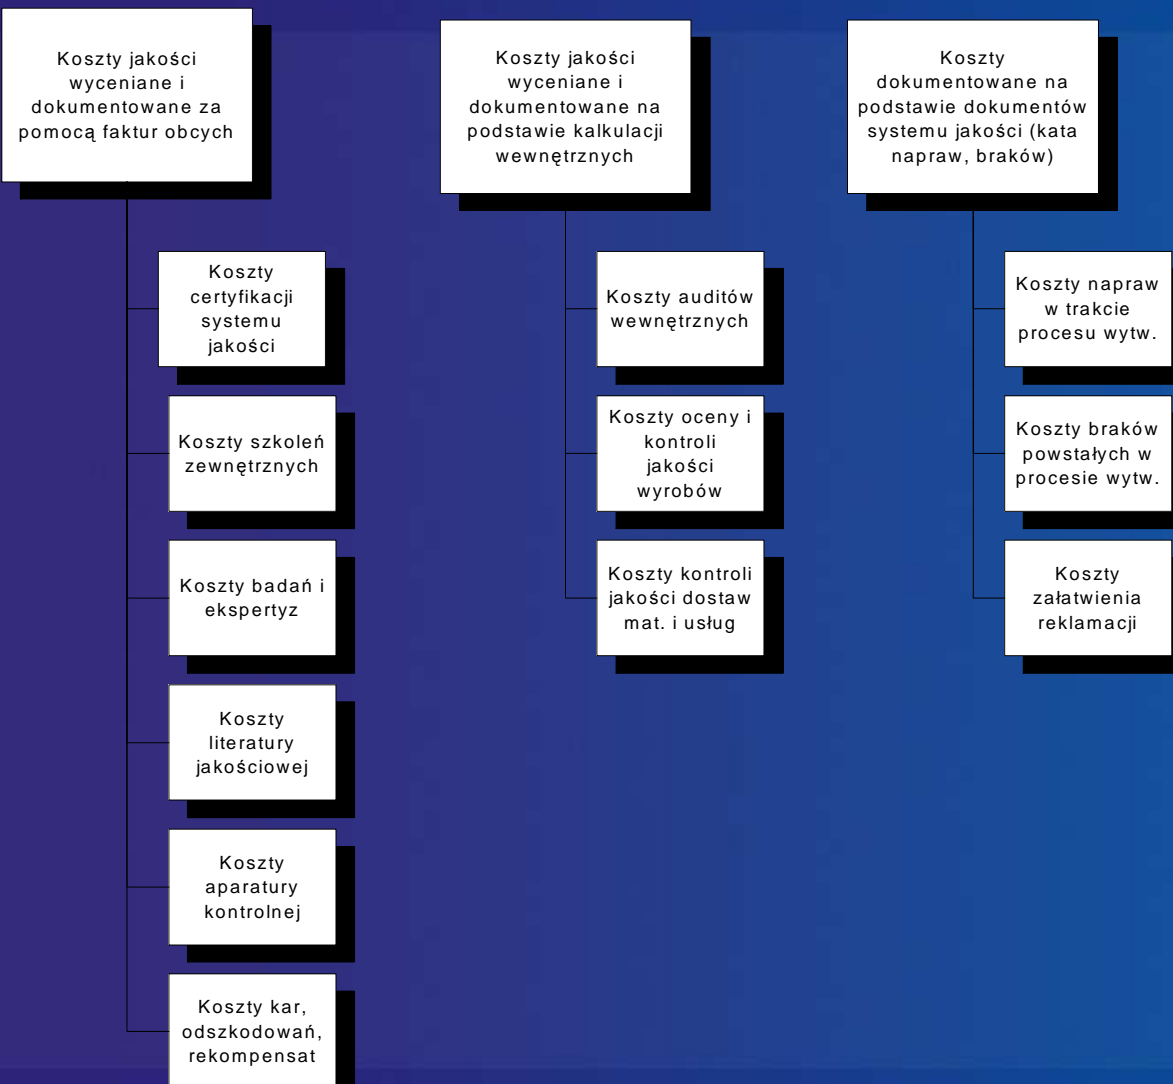 Koszty jakości
wyceniane i
dokumentowane za
pomocą faktur obcych
Koszty
certyfikacji
systemu
jakości
Koszty szkoleń
zewnętrznych
Koszty badań i
ekspertyz
Koszty
literatury
jakościowej
Koszty
aparatury
kontrolnej
Koszty kar,
odszkodowań,
rekompensat
Koszty jakości
wyceniane i
dokumentowane na
podstawie kalkulacji
wewnętrznych
Koszty auditów
wewnętrznych
Koszty oceny i
kontroli
jakości
wyrobów
Koszty kontroli
jakości dostaw
mat. i usług
Koszty
dokumentowane na
podstawie dokumentów
systemu jakości (kata
napraw, braków)
Koszty napraw
w trakcie
procesu wytw.
Koszty braków
powstałych w
procesie wytw.
Koszty
załatwienia
reklamacji